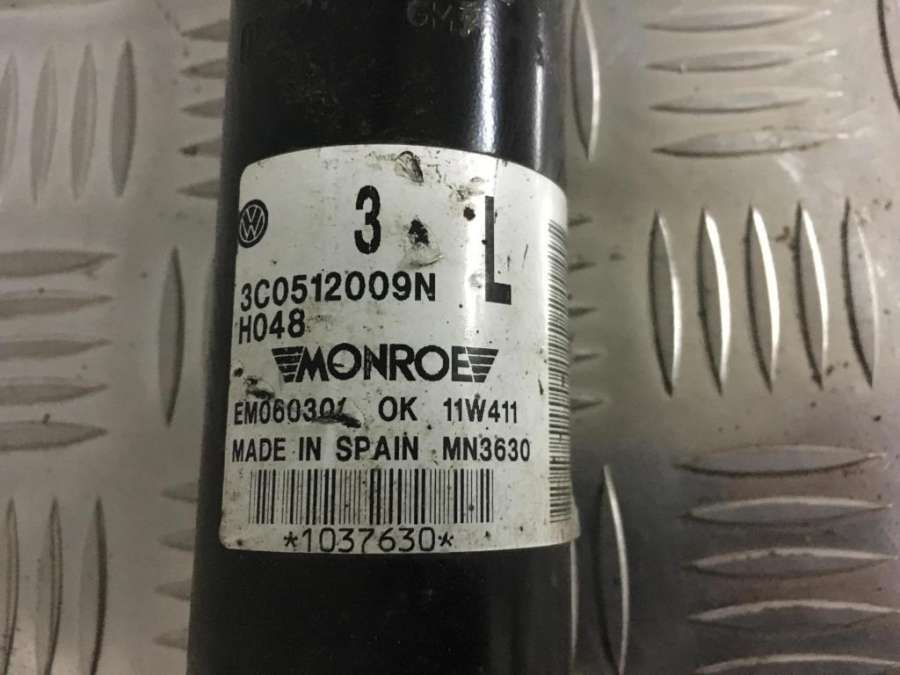 3 L
3C0512009N
H048
MONROE
EM060301 OK 11W411
MADE IN SPAIN MN3630
*1037630*